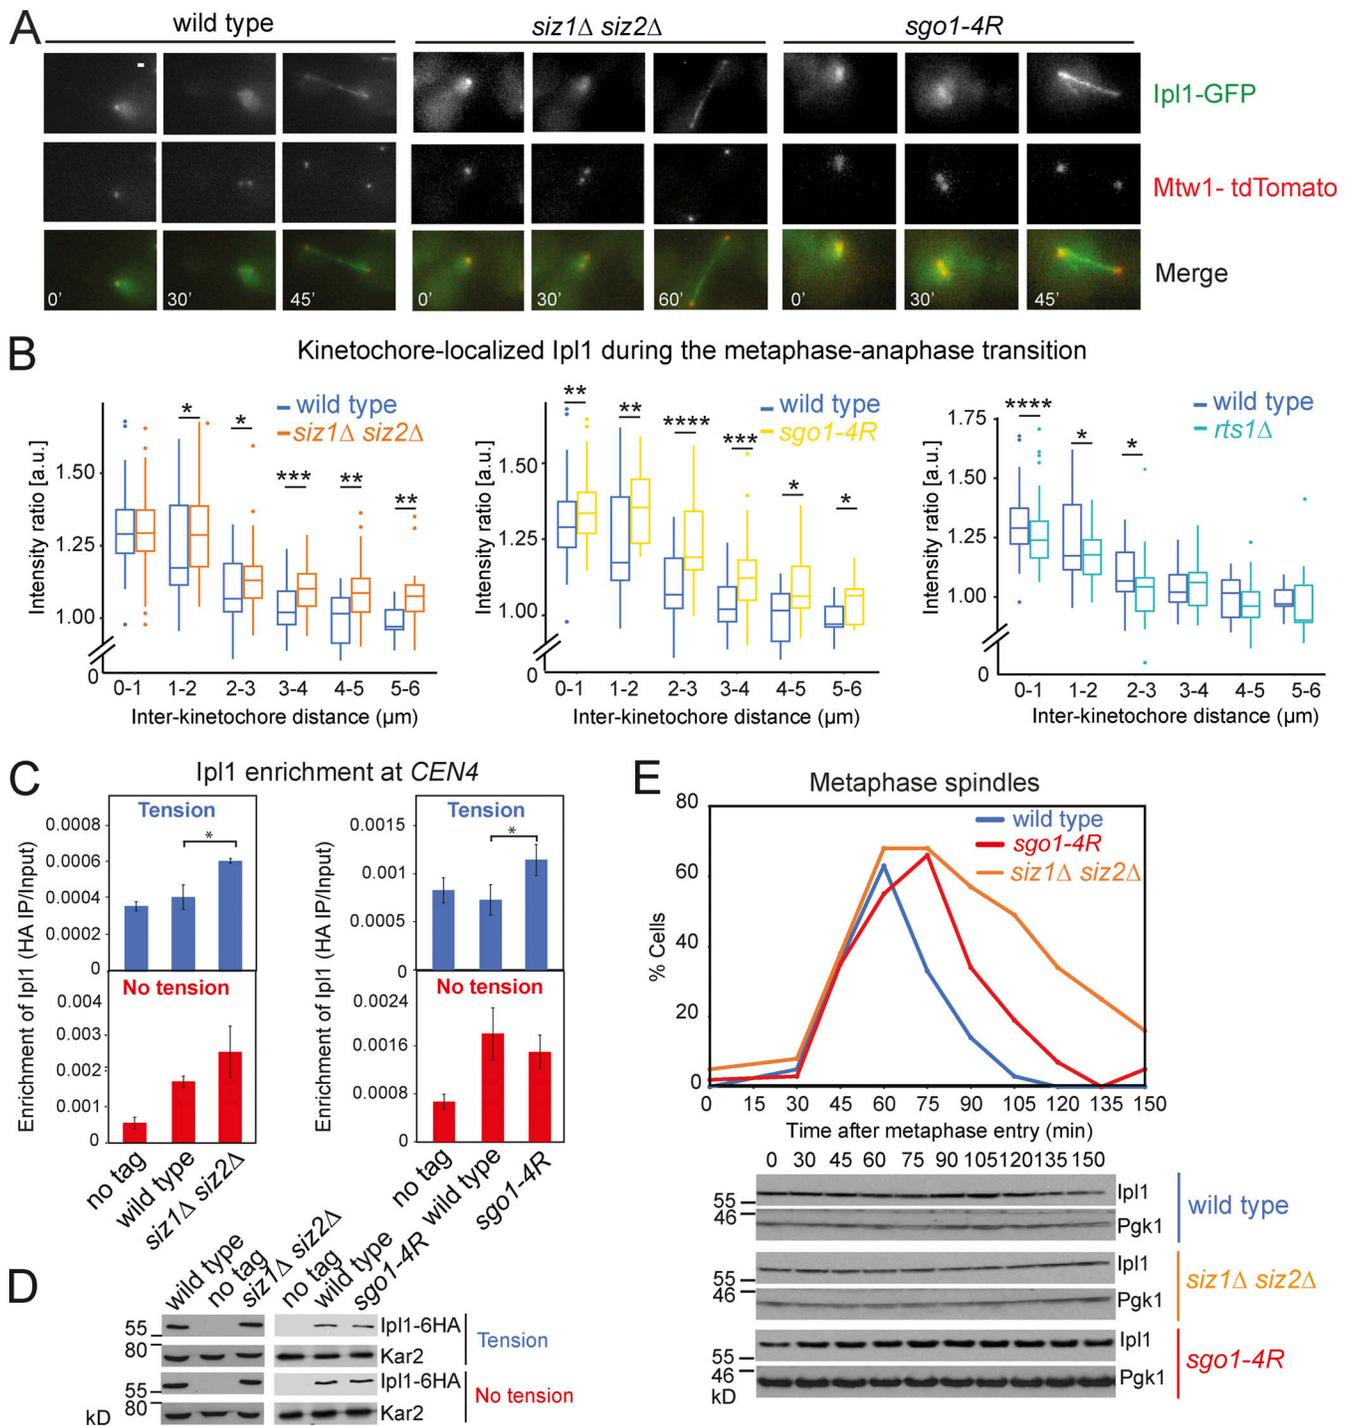 A
wild type
siz1Δ siz2Δ
sgo1-4R
Ipl1-GFP
Mtw1- tdTomato
Merge
0’ 30’ 45’ 0’ 30’ 60’ 0’ 30’ 45’
B
Kinetochore-localized Ipl1 during the metaphase-anaphase transition
Intensity ratio [a.u.]
1.50
1.25
1.00
0
* * *** ** **
wild type
siz1Δ siz2Δ
0-1 1-2 2-3 3-4 4-5 5-6
Inter-kinetochore distance (µm)
Intensity ratio [a.u.]
1.50
1.25
1.00
0
** ** **** *** * *
wild type
sgo1-4R
0-1 1-2 2-3 3-4 4-5 5-6
Inter-kinetochore distance (µm)
Intensity ratio [a.u.]
1.75
1.50
1.25
1.00
0
**** * *
wild type
rts1Δ
0-1 1-2 2-3 3-4 4-5 5-6
Inter-kinetochore distance (µm)
C
Ipl1 enrichment at CEN4
Enrichment of Ipl1 (HA IP/Input)
Tension
*
0.0008
0.0006
0.0004
0.0002
0
No tension
0.004
0.003
0.002
0.001
0
no tag
wild type
siz1Δ siz2Δ
Enrichment of Ipl1 (HA IP/Input)
Tension
*
0.0015
0.001
0.0005
0
No tension
0.0024
0.0016
0.0008
0
no tag
wild type
sgo1-4R
D
wild type
no tag
siz1Δ siz2Δ
no tag
wild type
sgo1-4R
55
Ipl1-6HA
80
Kar2
Tension
55
Ipl1-6HA
80
Kar2
No tension
kD
E
Metaphase spindles
% Cells
80
60
40
20
0
wild type
sgo1-4R
siz1Δ siz2Δ
0 15 30 45 60 75 90 105 120 135 150
Time after metaphase entry (min)
0 30 45 60 75 90 105 120 135 150
55
Ipl1
46
Pgk1
wild type
55
Ipl1
46
Pgk1
siz1Δ siz2Δ
55
Ipl1
46
Pgk1
sgo1-4R
kD